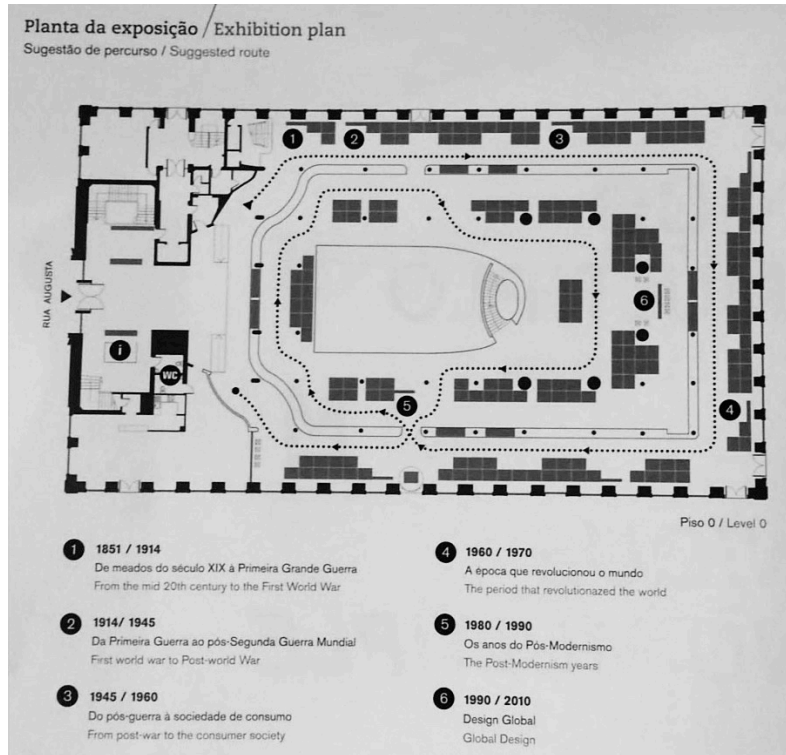 Planta da exposição / Exhibition plan
Sugestão de percurso / Suggested route
1
2
3
RUA AUGUSTA
6
i
WC
5
4
Piso 0 / Level 0
1 1851 / 1914
De meados do século XIX à Primeira Grande Guerra
From the mid 20th century to the First World War
2 1914/ 1945
Da Primeira Guerra ao pós-Segunda Guerra Mundial
First world war to Post-world War
3 1945 / 1960
Do pós-guerra à sociedade de consumo
From post-war to the consumer society
4 1960 / 1970
A época que revolucionou o mundo
The period that revolutionazed the world
5 1980 / 1990
Os anos do Pós-Modernismo
The Post-Modernism years
6 1990 / 2010
Design Global
Global Design